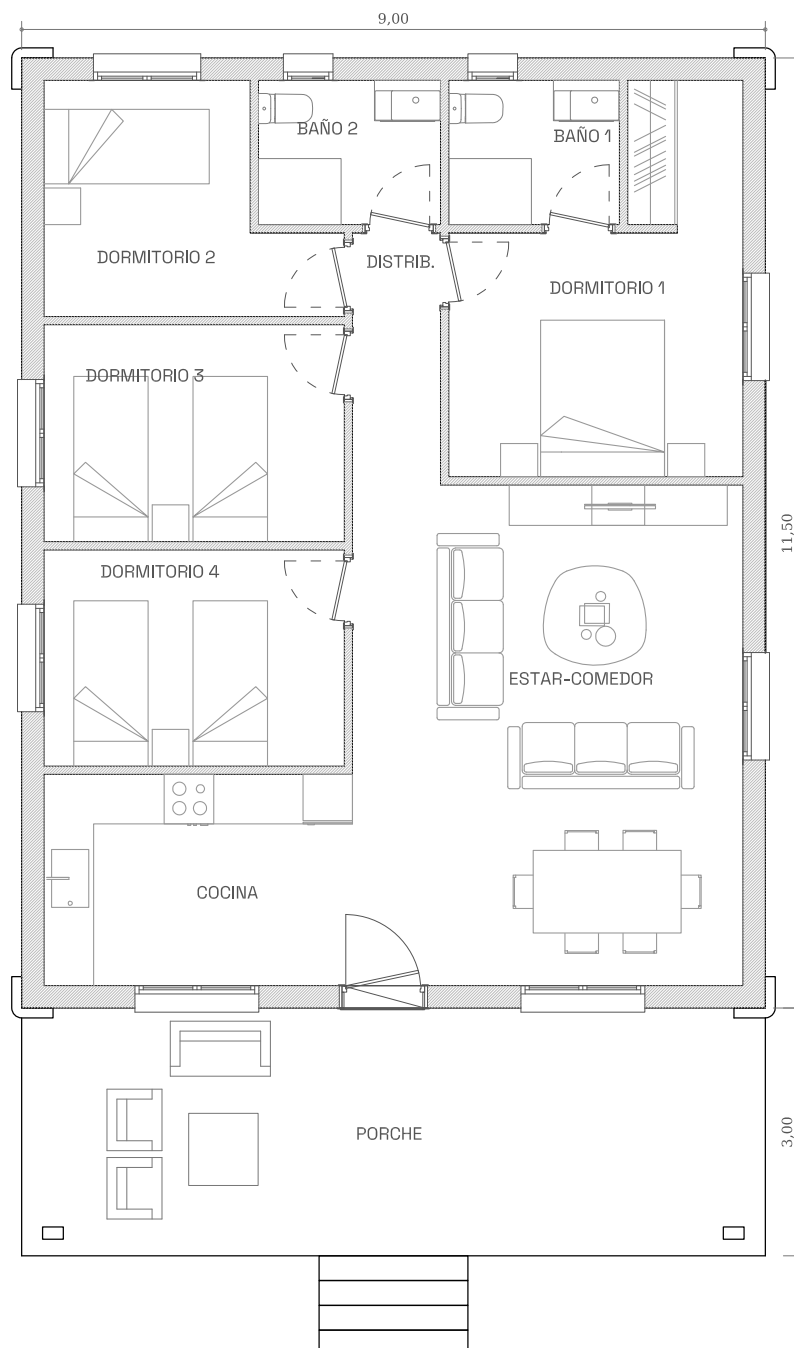 9,00
BAÑO 2
BAÑO 1
DORMITORIO 2
DISTRIB.
DORMITORIO 1
DORMITORIO 3
11,50
DORMITORIO 4
ESTAR-COMEDOR
COCINA
PORCHE
3,00